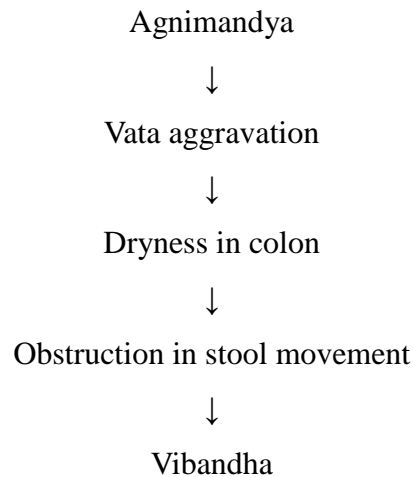 Agnimandya
↓
Vata aggravation
↓
Dryness in colon
↓
Obstruction in stool movement
↓
Vibandha